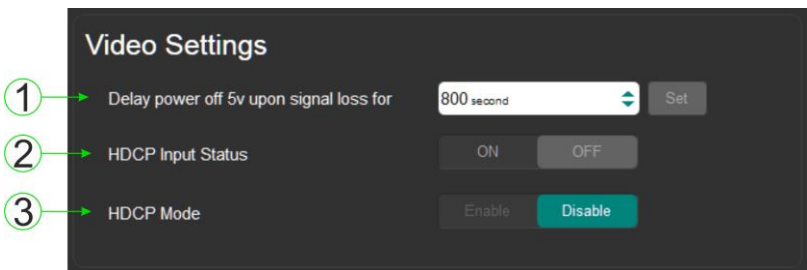 Video Settings
1 Delay power off 5v upon signal loss for 800 second Set
2 HDCP Input Status ON OFF
3 HDCP Mode Enable Disable